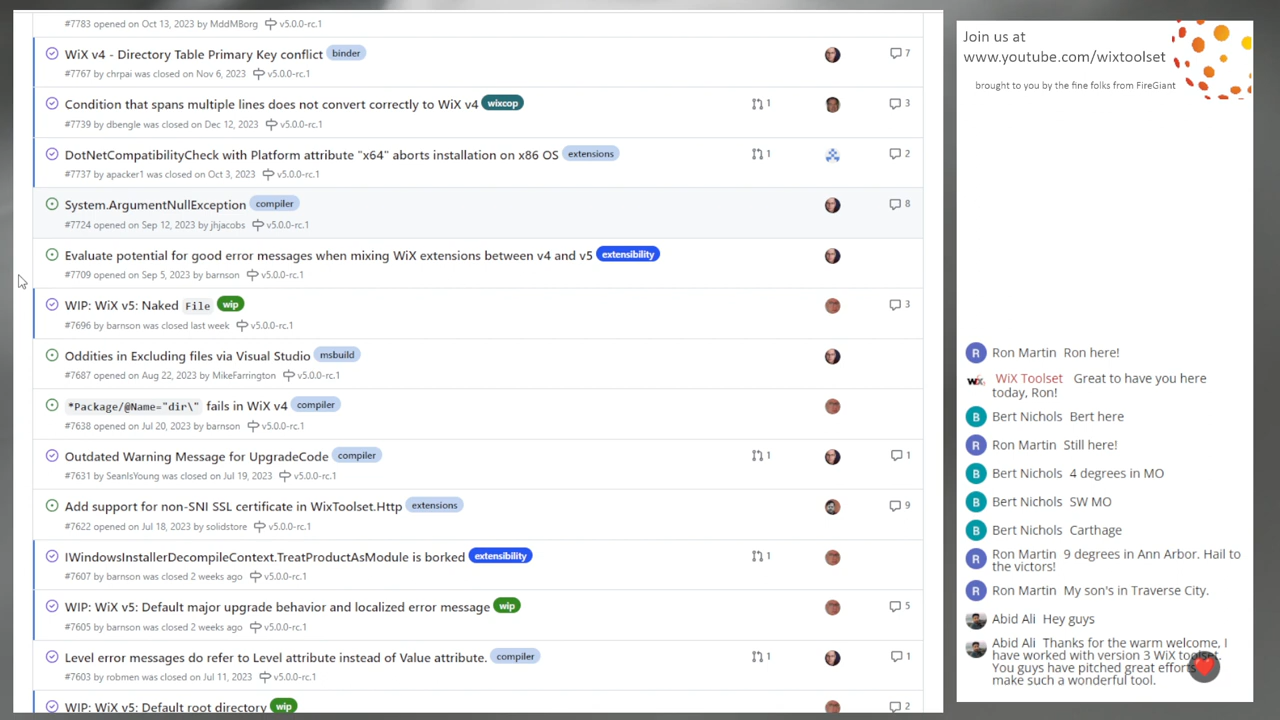 #7783 opened on Oct 13, 2023 by MddMBorg v5.0.0-rc.1
WiX v4 - Directory Table Primary Key conflict binder 7
#7767 by chrpai was closed on Nov 6, 2023 v5.0.0-rc.1
Condition that spans multiple lines does not convert correctly to WiX v4 wixcop 1 3
#7739 by dbengle was closed on Dec 12, 2023 v5.0.0-rc.1
DotNetCompatibilityCheck with Platform attribute "x64" aborts installation on x86 OS extensions 1 2
#7737 by apacker1 was closed on Oct 3, 2023 v5.0.0-rc.1
System.ArgumentNullException compiler 8
#7724 opened on Sep 12, 2023 by jhjacobs v5.0.0-rc.1
Evaluate potential for good error messages when mixing WiX extensions between v4 and v5 extensibility
#7709 opened on Sep 5, 2023 by barnson v5.0.0-rc.1
WIP: WiX v5: Naked File wip 3
#7696 by barnson was closed last week v5.0.0-rc.1
Oddities in Excluding files via Visual Studio msbuild
#7687 opened on Aug 22, 2023 by MikeFarrington v5.0.0-rc.1
*Package/@Name="dir\" fails in WiX v4 compiler
#7638 opened on Jul 20, 2023 by barnson v5.0.0-rc.1
Outdated Warning Message for UpgradeCode compiler 1 1
#7631 by SeanIsYoung was closed on Jul 19, 2023 v5.0.0-rc.1
Add support for non-SNI SSL certificate in WixToolset.Http extensions 9
#7622 opened on Jul 18, 2023 by solidstore v5.0.0-rc.1
IWindowsInstallerDecompileContext.TreatProductAsModule is borked extensibility 1
#7607 by barnson was closed 2 weeks ago v5.0.0-rc.1
WIP: WiX v5: Default major upgrade behavior and localized error message wip 5
#7605 by barnson was closed 2 weeks ago v5.0.0-rc.1
Level error messages do refer to Level attribute instead of Value attribute. compiler 1 1
#7603 by robmen was closed on Jul 11, 2023 v5.0.0-rc.1
WIP: WiX v5: Default root directory wip 2
Join us at
www.youtube.com/wixtoolset
brought to you by the fine folks from FireGiant
R Ron Martin Ron here!
WiX WiX Toolset Great to have you here
today, Ron!
B Bert Nichols Bert here
R Ron Martin Still here!
B Bert Nichols 4 degrees in MO
B Bert Nichols SW MO
B Bert Nichols Carthage
R Ron Martin 9 degrees in Ann Arbor. Hail to
the victors!
R Ron Martin My son's in Traverse City.
Abid Ali Hey guys
Abid Ali Thanks for the warm welcome, I
have worked with version 3 WiX toolset.
You guys have pitched great efforts
make such a wonderful tool.